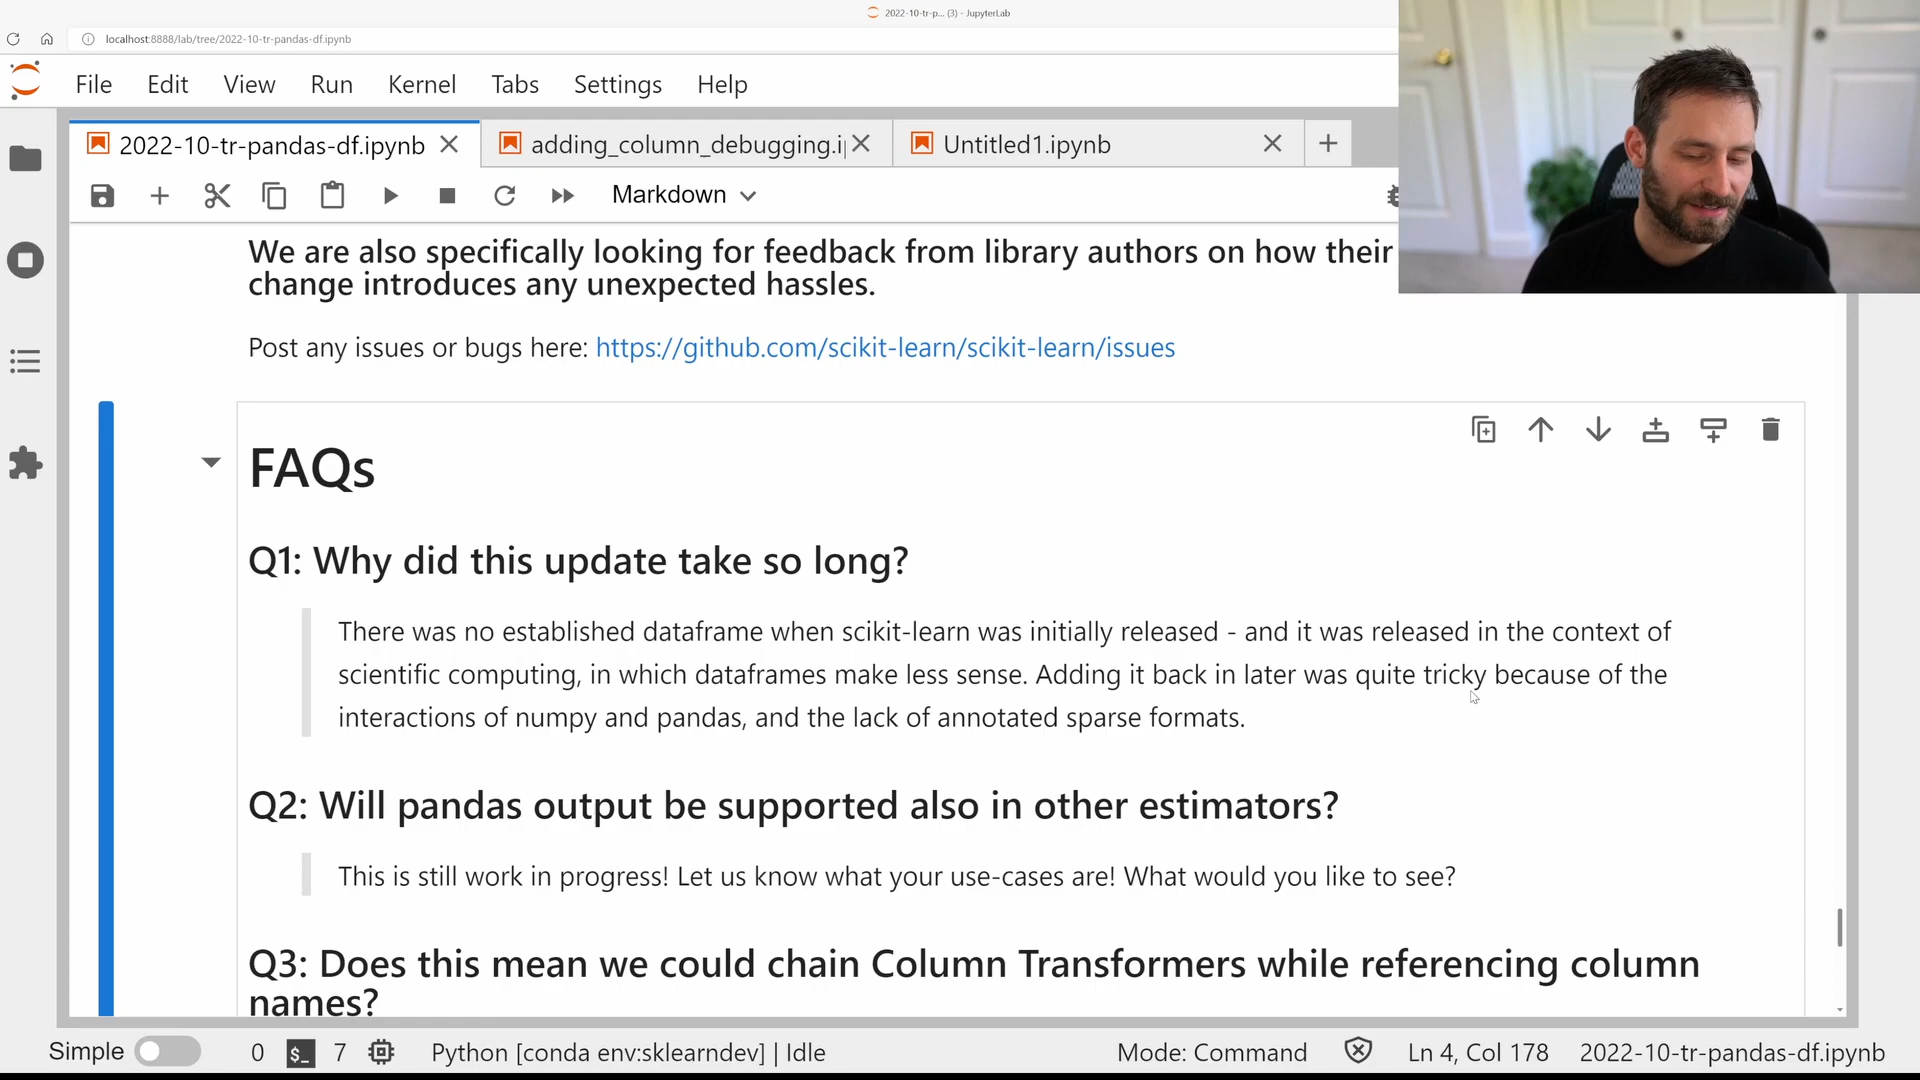 2022-10-tr-p... (3) - JupyterLab
localhost:8888/lab/tree/2022-10-tr-pandas-df.ipynb
File Edit View Run Kernel Tabs Settings Help
2022-10-tr-pandas-df.ipynb adding_column_debugging.i Untitled1.ipynb
Markdown
We are also specifically looking for feedback from library authors on how their
change introduces any unexpected hassles.
Post any issues or bugs here: https://github.com/scikit-learn/scikit-learn/issues
FAQs
Q1: Why did this update take so long?
There was no established dataframe when scikit-learn was initially released - and it was released in the context of
scientific computing, in which dataframes make less sense. Adding it back in later was quite tricky because of the
interactions of numpy and pandas, and the lack of annotated sparse formats.
Q2: Will pandas output be supported also in other estimators?
This is still work in progress! Let us know what your use-cases are! What would you like to see?
Q3: Does this mean we could chain Column Transformers while referencing column
names?
Simple 0 $_ 7 Python [conda env:sklearndev] | Idle Mode: Command Ln 4, Col 178 2022-10-tr-pandas-df.ipynb